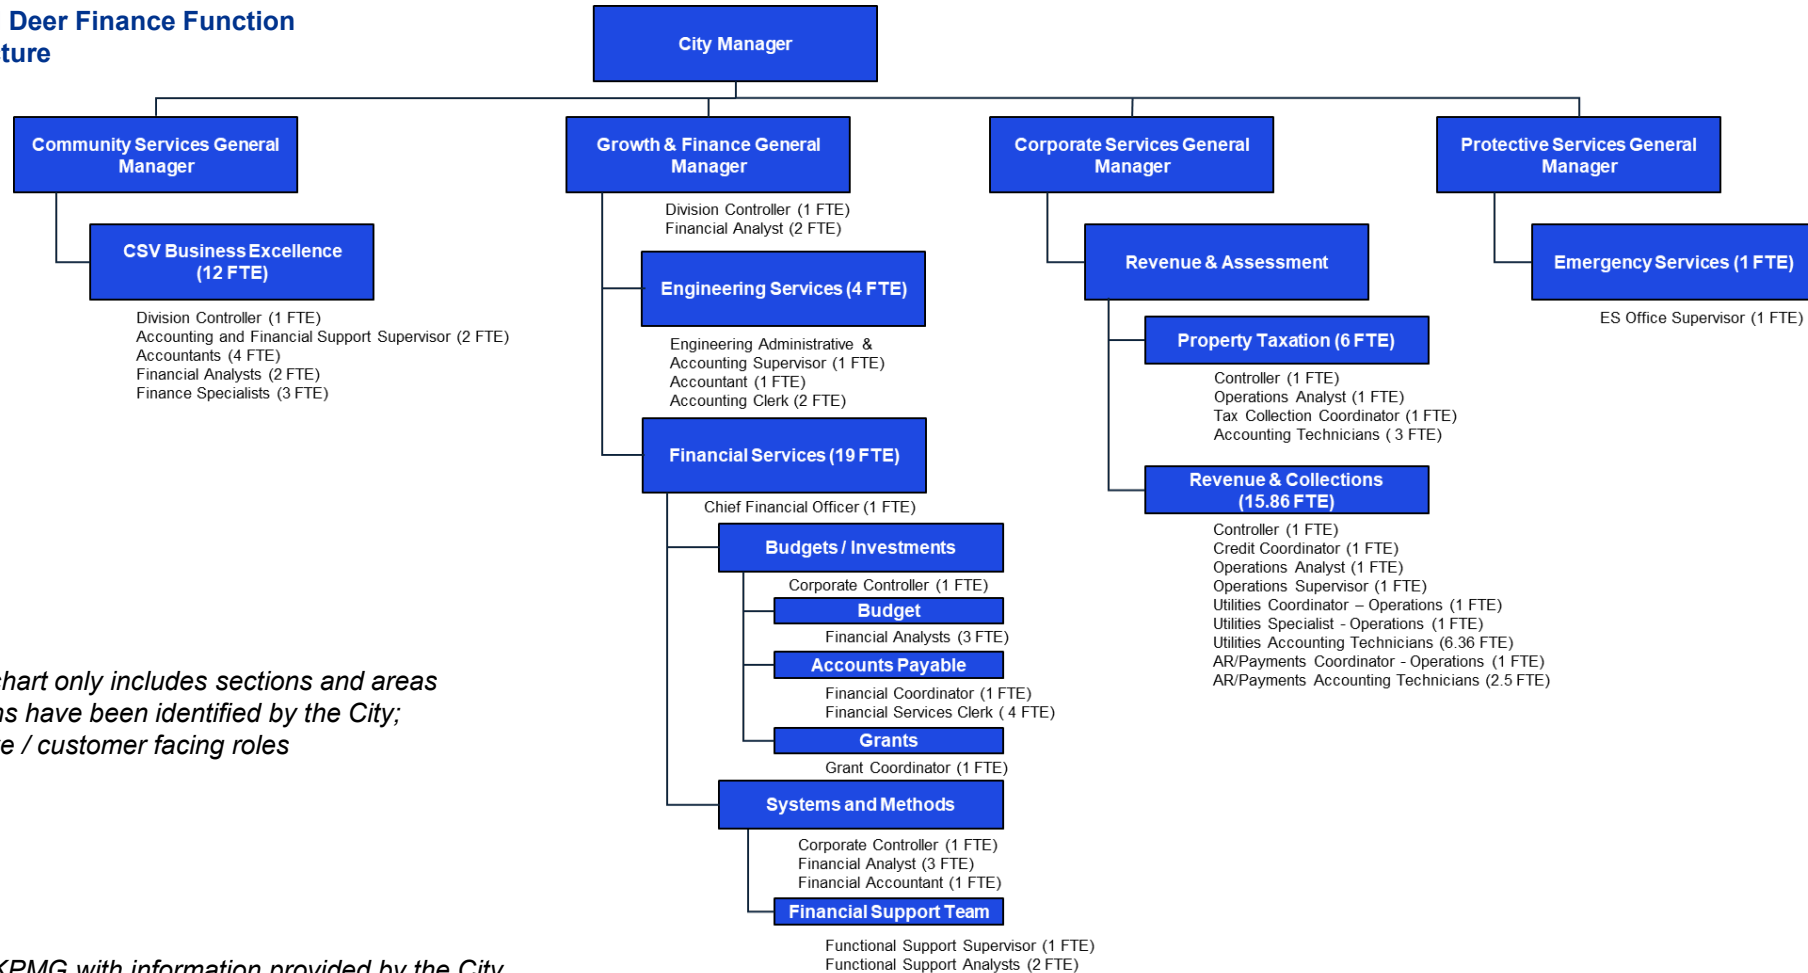 Deer Finance Function
cture
City Manager
Community Services General
Manager
Growth & Finance General
Manager
Corporate Services General
Manager
Protective Services General
Manager
CSV Business Excellence
(12 FTE)
Division Controller (1 FTE)
Accounting and Financial Support Supervisor (2 FTE)
Accountants (4 FTE)
Financial Analysts (2 FTE)
Finance Specialists (3 FTE)
Division Controller (1 FTE)
Financial Analyst (2 FTE)
Engineering Services (4 FTE)
Engineering Administrative &
Accounting Supervisor (1 FTE)
Accountant (1 FTE)
Accounting Clerk (2 FTE)
Financial Services (19 FTE)
Chief Financial Officer (1 FTE)
Budgets / Investments
Corporate Controller (1 FTE)
Budget
Financial Analysts (3 FTE)
Accounts Payable
Financial Coordinator (1 FTE)
Financial Services Clerk ( 4 FTE)
Grants
Grant Coordinator (1 FTE)
Systems and Methods
Corporate Controller (1 FTE)
Financial Analyst (3 FTE)
Financial Accountant (1 FTE)
Financial Support Team
Functional Support Supervisor (1 FTE)
Functional Support Analysts (2 FTE)
Revenue & Assessment
Property Taxation (6 FTE)
Controller (1 FTE)
Operations Analyst (1 FTE)
Tax Collection Coordinator (1 FTE)
Accounting Technicians ( 3 FTE)
Revenue & Collections
(15.86 FTE)
Controller (1 FTE)
Credit Coordinator (1 FTE)
Operations Analyst (1 FTE)
Operations Supervisor (1 FTE)
Utilities Coordinator – Operations (1 FTE)
Utilities Specialist - Operations (1 FTE)
Utilities Accounting Technicians (6.36 FTE)
AR/Payments Coordinator - Operations (1 FTE)
AR/Payments Accounting Technicians (2.5 FTE)
Emergency Services (1 FTE)
ES Office Supervisor (1 FTE)
chart only includes sections and areas
ns have been identified by the City;
e / customer facing roles
KPMG with information provided by the City